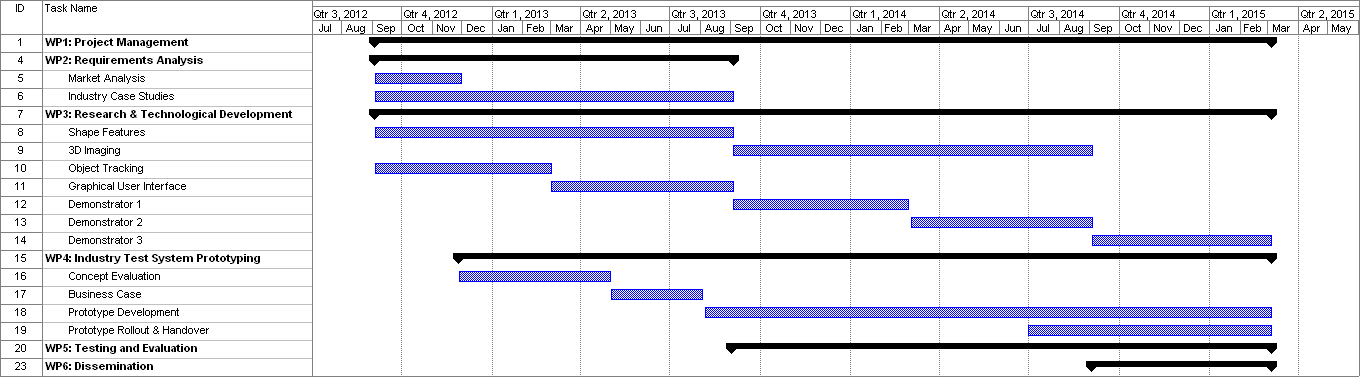 ID Task Name Qtr 3, 2012 Qtr 4, 2012 Qtr 1, 2013 Qtr 2, 2013 Qtr 3, 2013 Qtr 4, 2013 Qtr 1, 2014 Qtr 2, 2014 Qtr 3, 2014 Qtr 4, 2014 Qtr 1, 2015 Qtr 2, 2015
Jul Aug Sep Oct Nov Dec Jan Feb Mar Apr May Jun Jul Aug Sep Oct Nov Dec Jan Feb Mar Apr May Jun Jul Aug Sep Oct Nov Dec Jan Feb Mar Apr May
1 WP1: Project Management
4 WP2: Requirements Analysis
5 Market Analysis
6 Industry Case Studies
7 WP3: Research & Technological Development
8 Shape Features
9 3D Imaging
10 Object Tracking
11 Graphical User Interface
12 Demonstrator 1
13 Demonstrator 2
14 Demonstrator 3
15 WP4: Industry Test System Prototyping
16 Concept Evaluation
17 Business Case
18 Prototype Development
19 Prototype Rollout & Handover
20 WP5: Testing and Evaluation
23 WP6: Dissemination